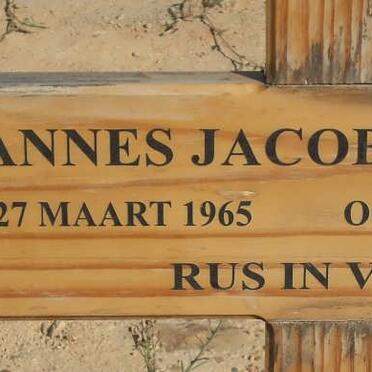 ANNES JACOB
27 MAART 1965 O
RUS IN V